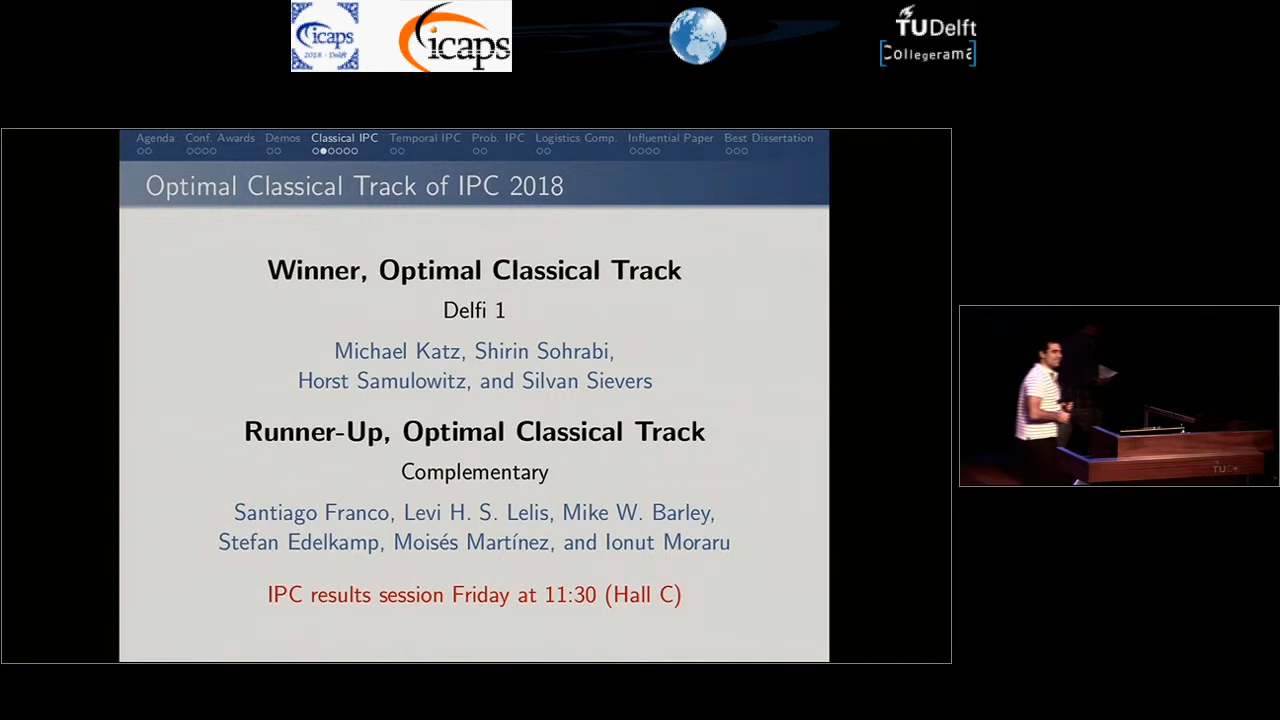 icaps
2018 - Delft
icaps
TUDelft
Collegerama
Agenda Conf. Awards Demos Classical IPC Temporal IPC Prob. IPC Logistics Comp. Influential Paper Best Dissertation
Optimal Classical Track of IPC 2018
Winner, Optimal Classical Track
Delfi 1
Michael Katz, Shirin Sohrabi,
Horst Samulowitz, and Silvan Sievers
Runner-Up, Optimal Classical Track
Complementary
Santiago Franco, Levi H. S. Lelis, Mike W. Barley,
Stefan Edelkamp, Moisés Martínez, and Ionut Moraru
IPC results session Friday at 11:30 (Hall C)
TUDelft